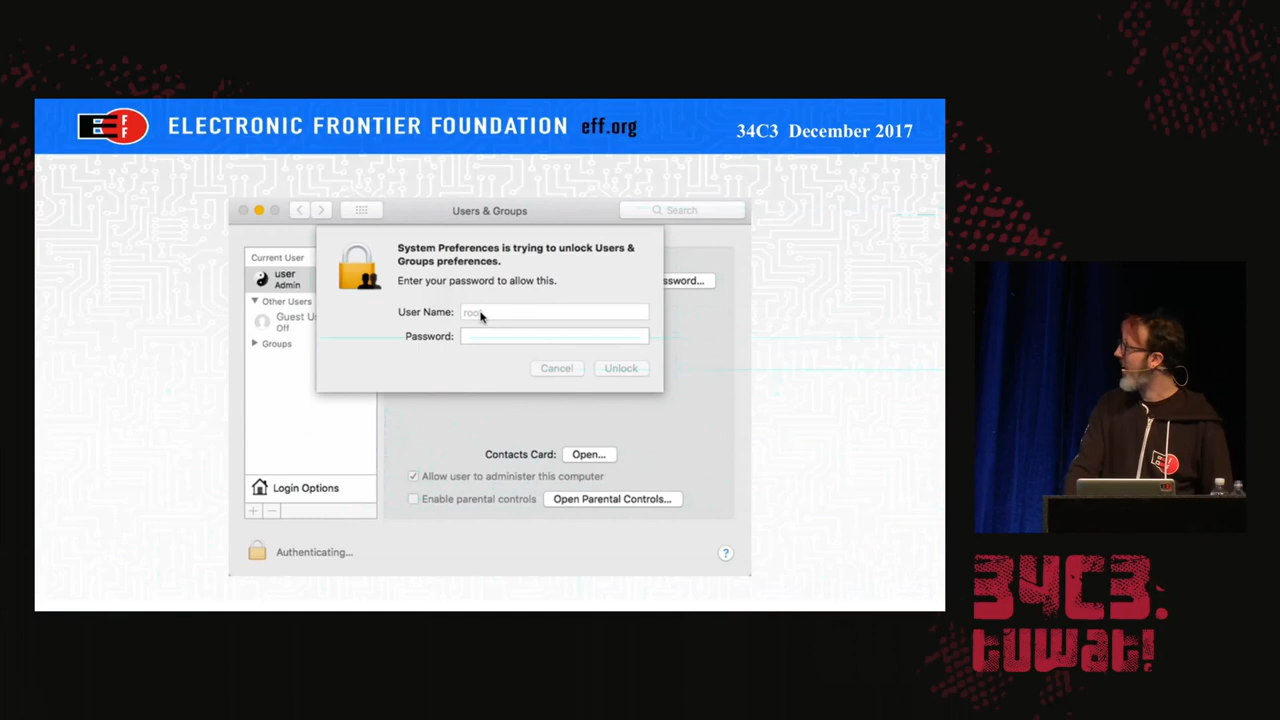 E F F
ELECTRONIC FRONTIER FOUNDATION eff.org
34C3 December 2017
Users & Groups
Search
Current User
user
Admin
Other Users
Off
Groups
System Preferences is trying to unlock Users &
Groups preferences.
Enter your password to allow this.
User Name: root
Password:
Cancel Unlock
Contacts Card: Open...
Allow user to administer this computer
Enable parental controls Open Parental Controls...
Login Options
+ −
Authenticating...
?
34C3.
tuwat!